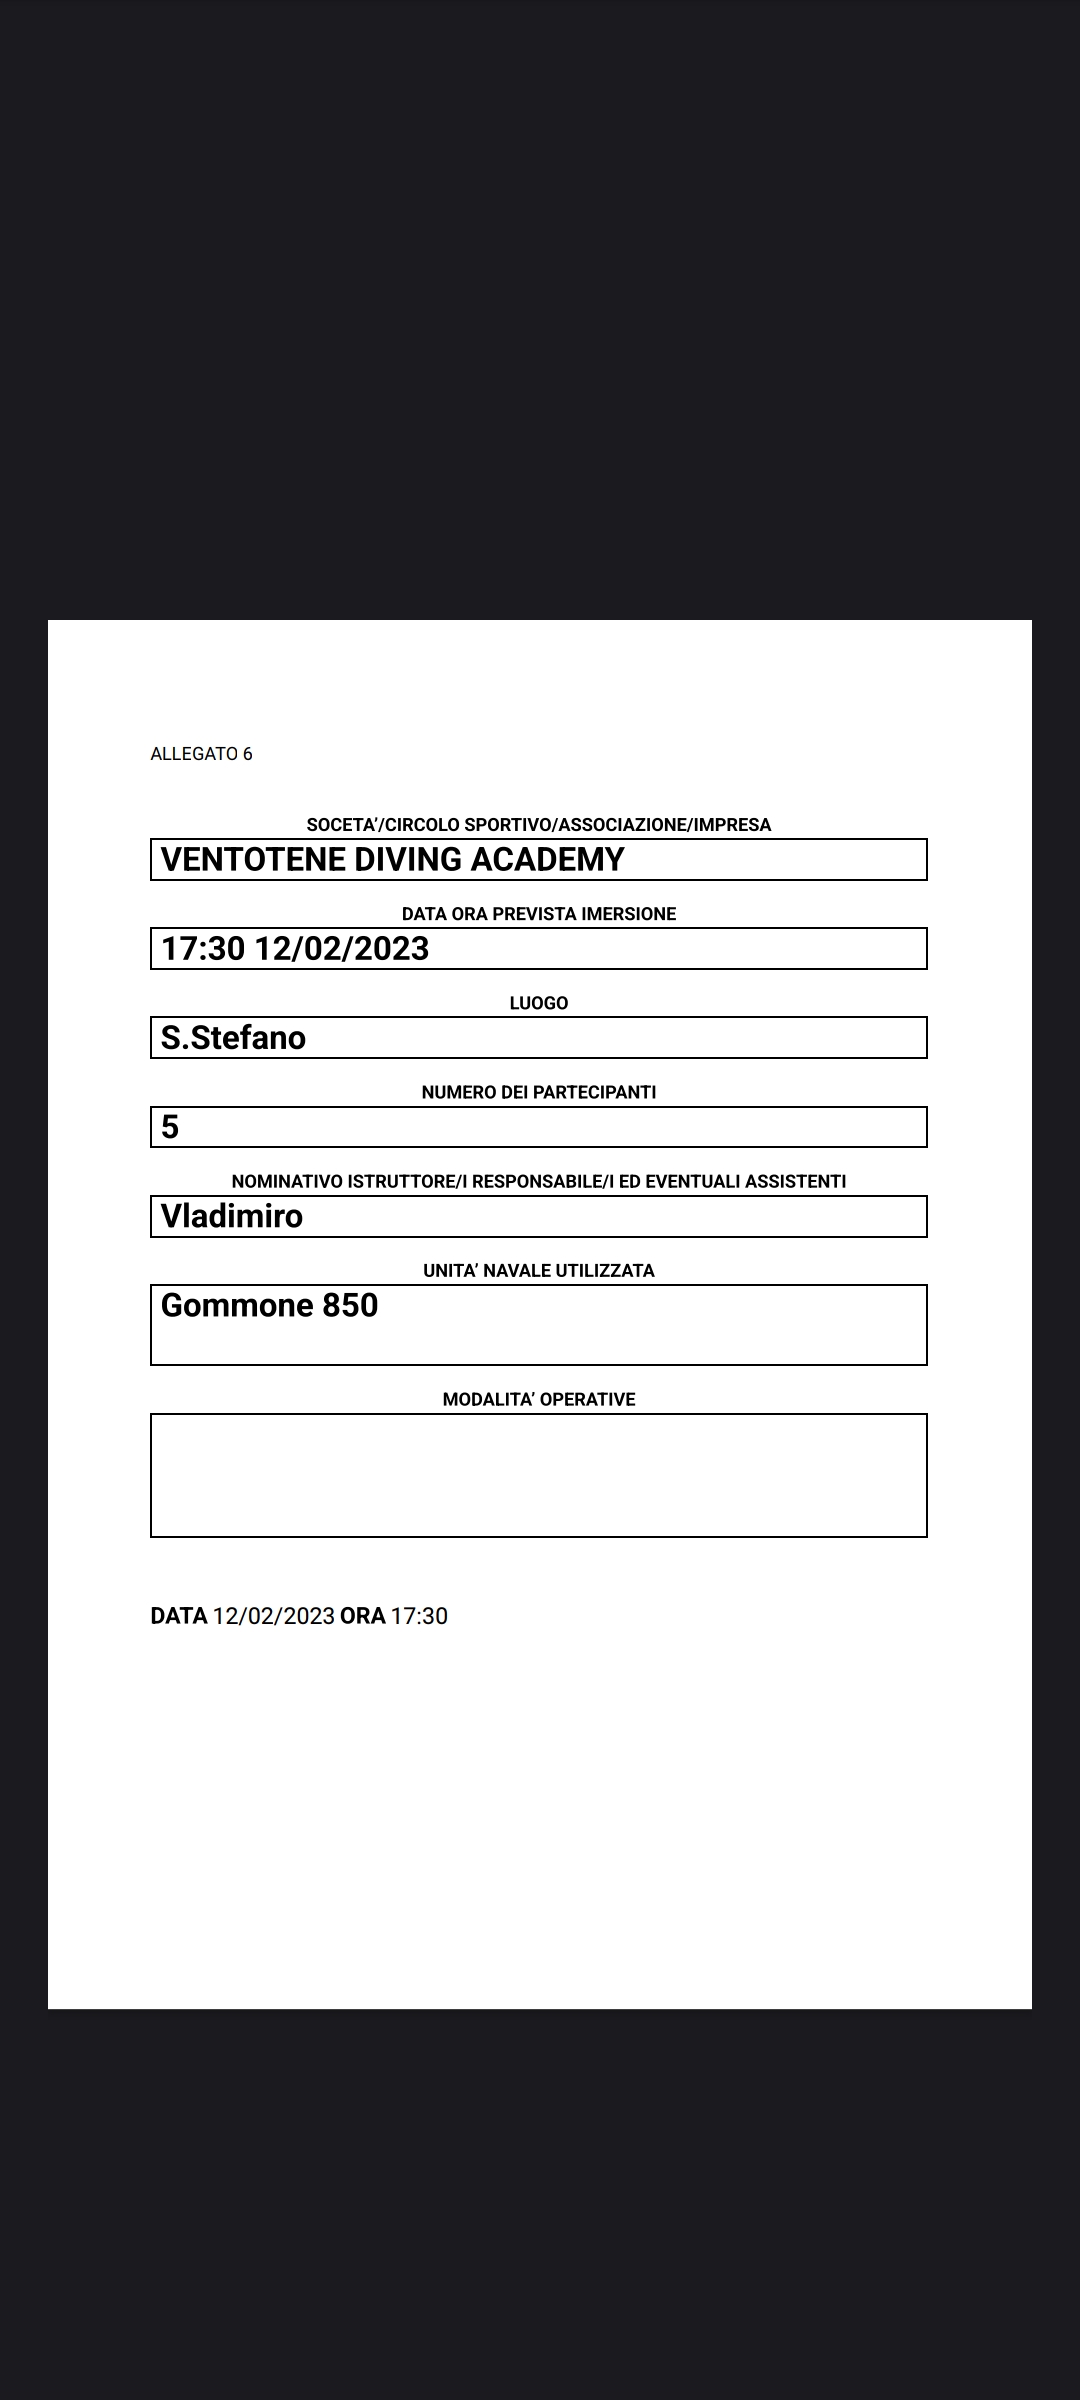 ALLEGATO 6
SOCETA’/CIRCOLO SPORTIVO/ASSOCIAZIONE/IMPRESA
VENTOTENE DIVING ACADEMY
DATA ORA PREVISTA IMERSIONE
17:30 12/02/2023
LUOGO
S.Stefano
NUMERO DEI PARTECIPANTI
5
NOMINATIVO ISTRUTTORE/I RESPONSABILE/I ED EVENTUALI ASSISTENTI
Vladimiro
UNITA’ NAVALE UTILIZZATA
Gommone 850
MODALITA’ OPERATIVE
DATA 12/02/2023 ORA 17:30